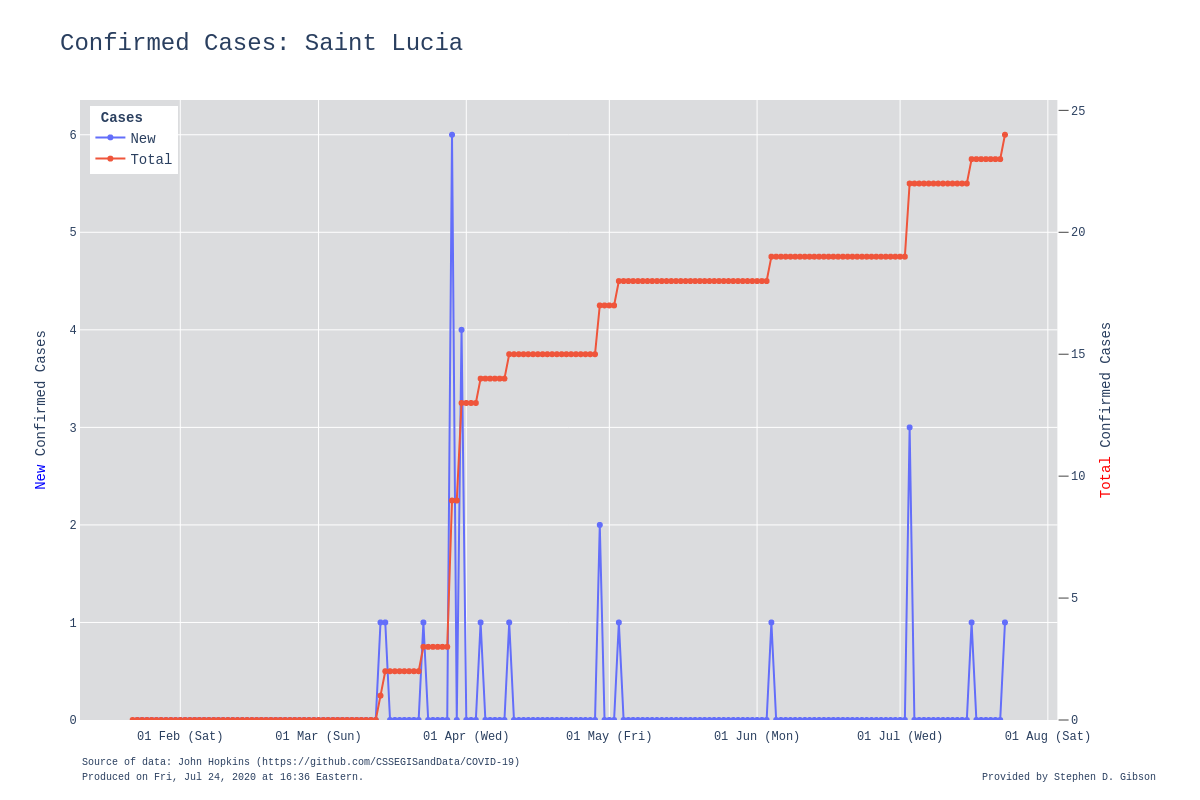 Confirmed Cases: Saint Lucia
Cases
New
Total
6
5
4
3
2
1
0
25
20
15
10
5
0
New Confirmed Cases
Total Confirmed Cases
01 Feb (Sat) 01 Mar (Sun) 01 Apr (Wed) 01 May (Fri) 01 Jun (Mon) 01 Jul (Wed) 01 Aug (Sat)
Source of data: John Hopkins (https://github.com/CSSEGISandData/COVID-19)
Produced on Fri, Jul 24, 2020 at 16:36 Eastern.
Provided by Stephen D. Gibson